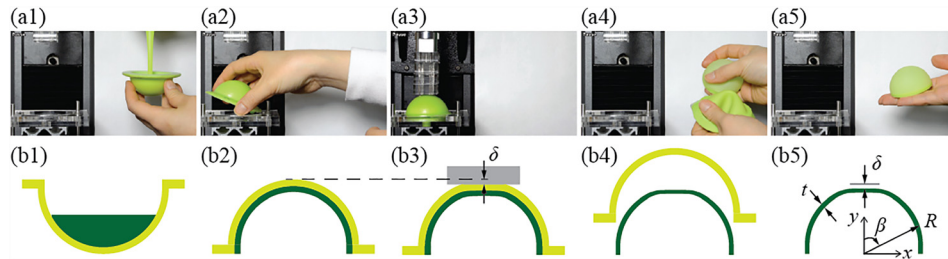 (a1) (a2) (a3) (a4) (a5)
(b1) (b2) (b3) δ (b4) (b5) δ
t y β R
x